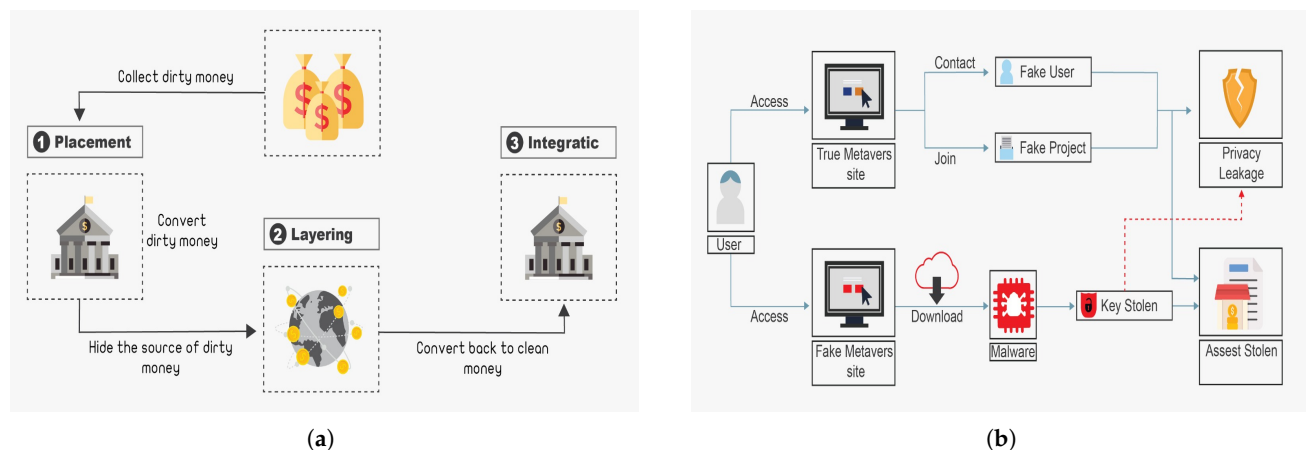 Collect dirty money
1 Placement
3 Integratic
Convert
dirty money
2 Layering
Hide the source of dirty
money
Convert back to clean
money
(a)
Access
True Metavers
site
Contact
Fake User
Join
Fake Project
Privacy
Leakage
User
Access
Fake Metavers
site
Download
Malware
Key Stolen
Assest Stolen
(b)